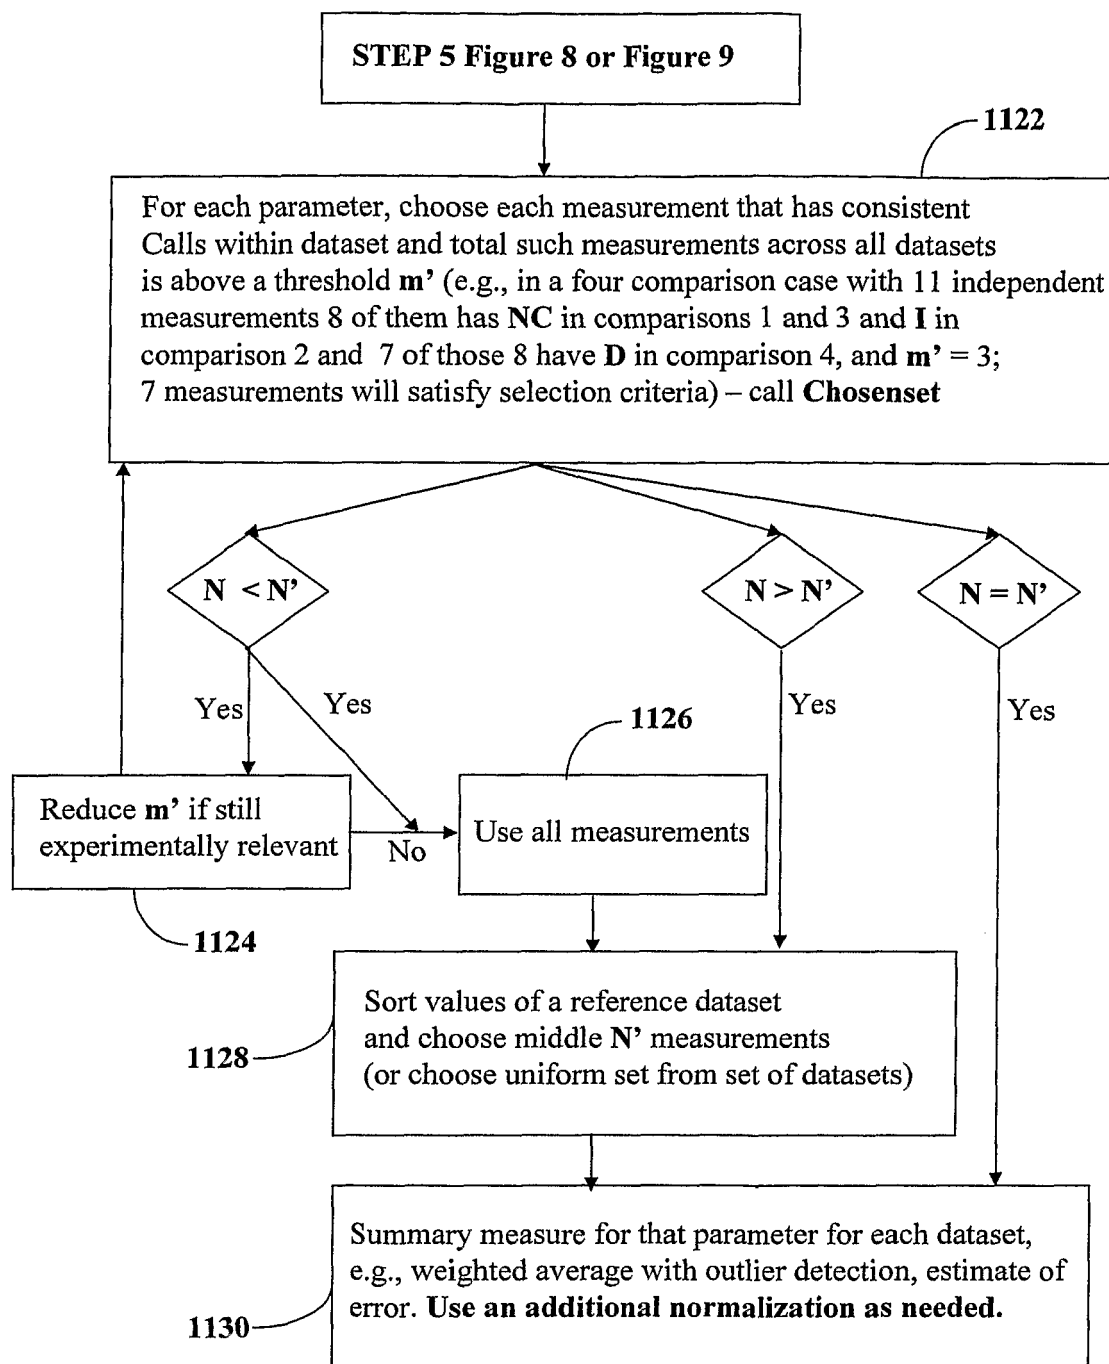 STEP 5 Figure 8 or Figure 9
1122
For each parameter, choose each measurement that has consistent
Calls within dataset and total such measurements across all datasets
is above a threshold m’ (e.g., in a four comparison case with 11 independent
measurements 8 of them has NC in comparisons 1 and 3 and I in
comparison 2 and 7 of those 8 have D in comparison 4, and m’ = 3;
7 measurements will satisfy selection criteria) – call Chosenset
N < N’
N > N’
N = N’
Yes
Yes
Yes
Yes
1126
Reduce m’ if still
experimentally relevant
No
Use all measurements
1124
Sort values of a reference dataset
and choose middle N’ measurements
(or choose uniform set from set of datasets)
1128
Summary measure for that parameter for each dataset,
e.g., weighted average with outlier detection, estimate of
error. Use an additional normalization as needed.
1130